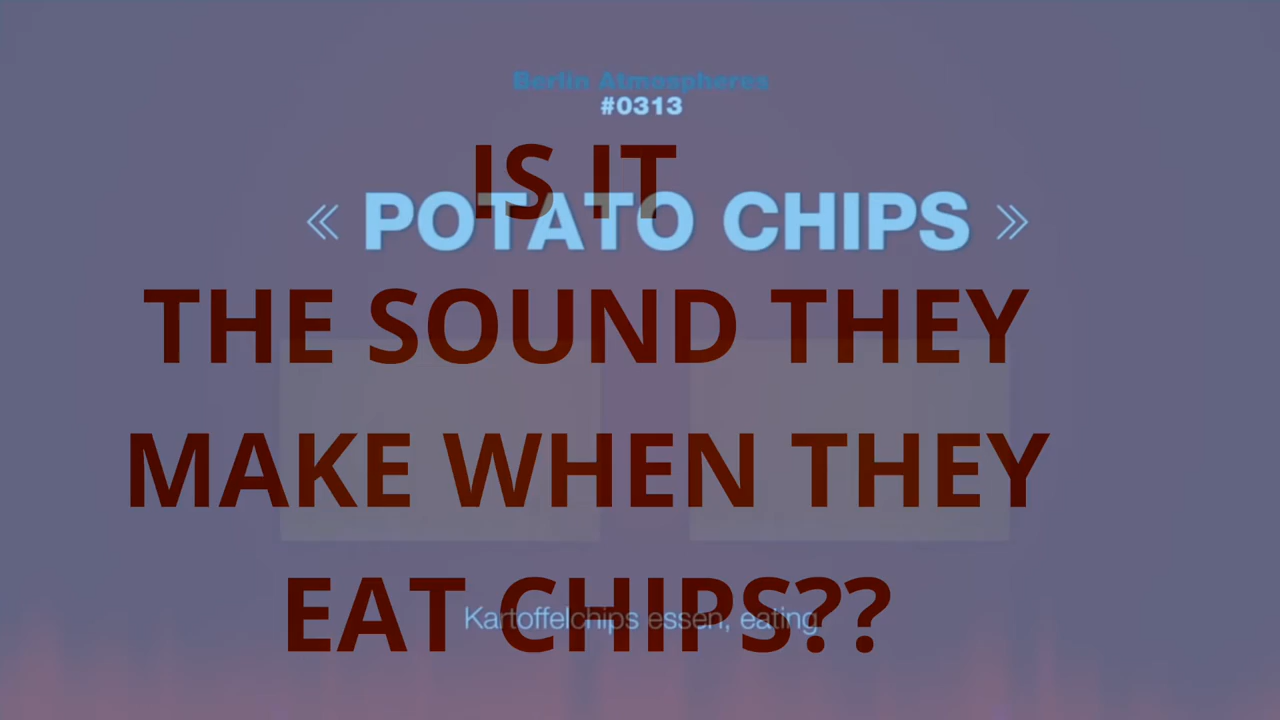 Berlin Atmospheres
#0313
IS IT
« POTATO CHIPS »
THE SOUND THEY
MAKE WHEN THEY
EAT CHIPS??
Kartoffelchips essen, eating